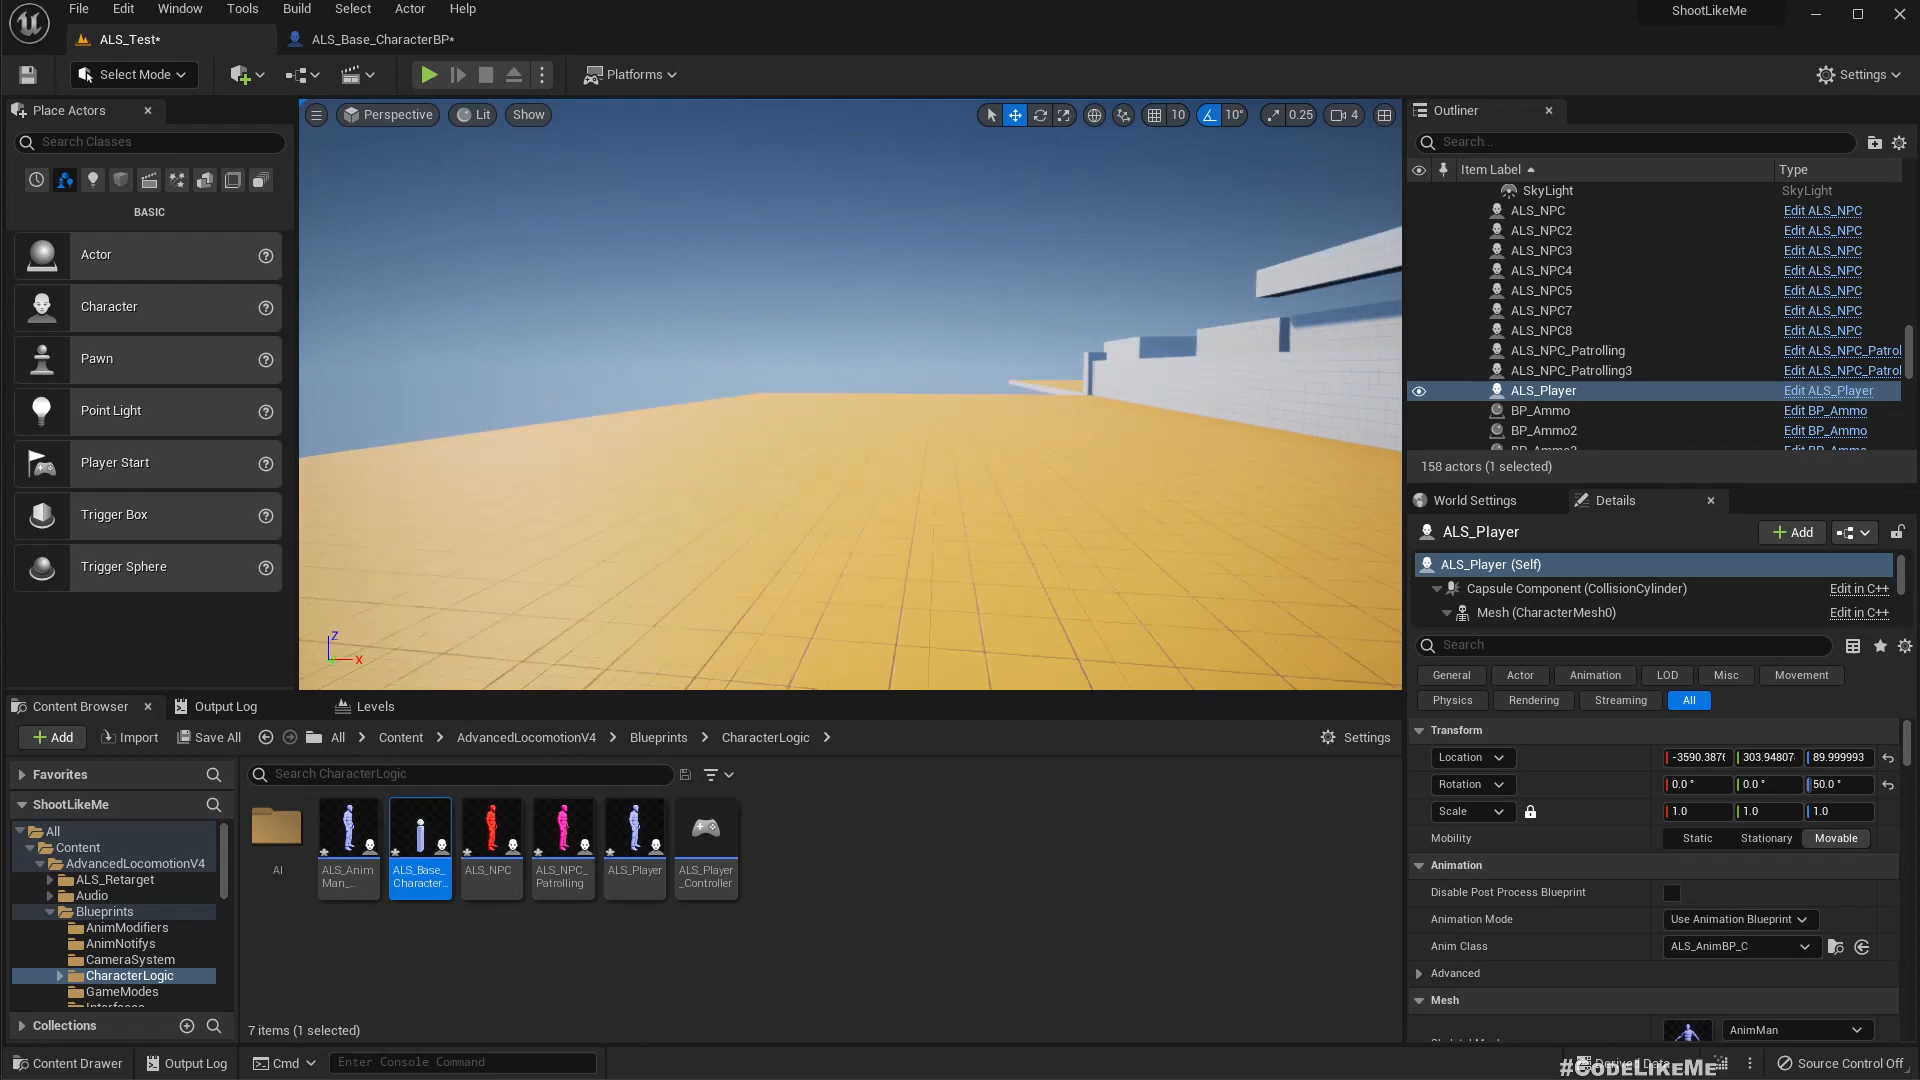 File Edit Window Tools Build Select Actor Help
ShootLikeMe
ALS_Test*
ALS_Base_CharacterBP*
Select Mode
Platforms
Settings
Place Actors
Search Classes
BASIC
Actor
Character
Pawn
Point Light
Player Start
Trigger Box
Trigger Sphere
Perspective
Lit
Show
10
10°
0.25
4
Z
X
Outliner
Search...
Item Label
Type
SkyLight SkyLight
ALS_NPC Edit ALS_NPC
ALS_NPC2 Edit ALS_NPC
ALS_NPC3 Edit ALS_NPC
ALS_NPC4 Edit ALS_NPC
ALS_NPC5 Edit ALS_NPC
ALS_NPC7 Edit ALS_NPC
ALS_NPC8 Edit ALS_NPC
ALS_NPC_Patrolling Edit ALS_NPC_Patrol
ALS_NPC_Patrolling3 Edit ALS_NPC_Patrol
ALS_Player Edit ALS_Player
BP_Ammo Edit BP_Ammo
BP_Ammo2 Edit BP_Ammo
158 actors (1 selected)
World Settings
Details
ALS_Player
Add
ALS_Player (Self)
Capsule Component (CollisionCylinder) Edit in C++
Mesh (CharacterMesh0) Edit in C++
Search
General Actor Animation LOD Misc Movement
Physics Rendering Streaming All
Transform
Location -3590.387 303.94807 89.999993
Rotation 0.0 ° 0.0 ° 50.0 °
Scale 1.0 1.0 1.0
Mobility Static Stationary Movable
Animation
Disable Post Process Blueprint
Animation Mode Use Animation Blueprint
Anim Class ALS_AnimBP_C
Advanced
Mesh
AnimMan
Content Browser
Output Log
Levels
Add Import Save All All Content AdvancedLocomotionV4 Blueprints CharacterLogic Settings
Favorites
ShootLikeMe
All
Content
AdvancedLocomotionV4
ALS_Retarget
Audio
Blueprints
AnimModifiers
AnimNotifys
CameraSystem
CharacterLogic
GameModes
Collections
Search CharacterLogic
AI
ALS_Anim
Man_...
ALS_Base_
Character...
ALS_NPC
ALS_NPC_
Patrolling
ALS_Player
ALS_Player
_Controller
7 items (1 selected)
Content Drawer
Output Log
Cmd
Enter Console Command
Derived Data
#CODELIKEME
Source Control Off